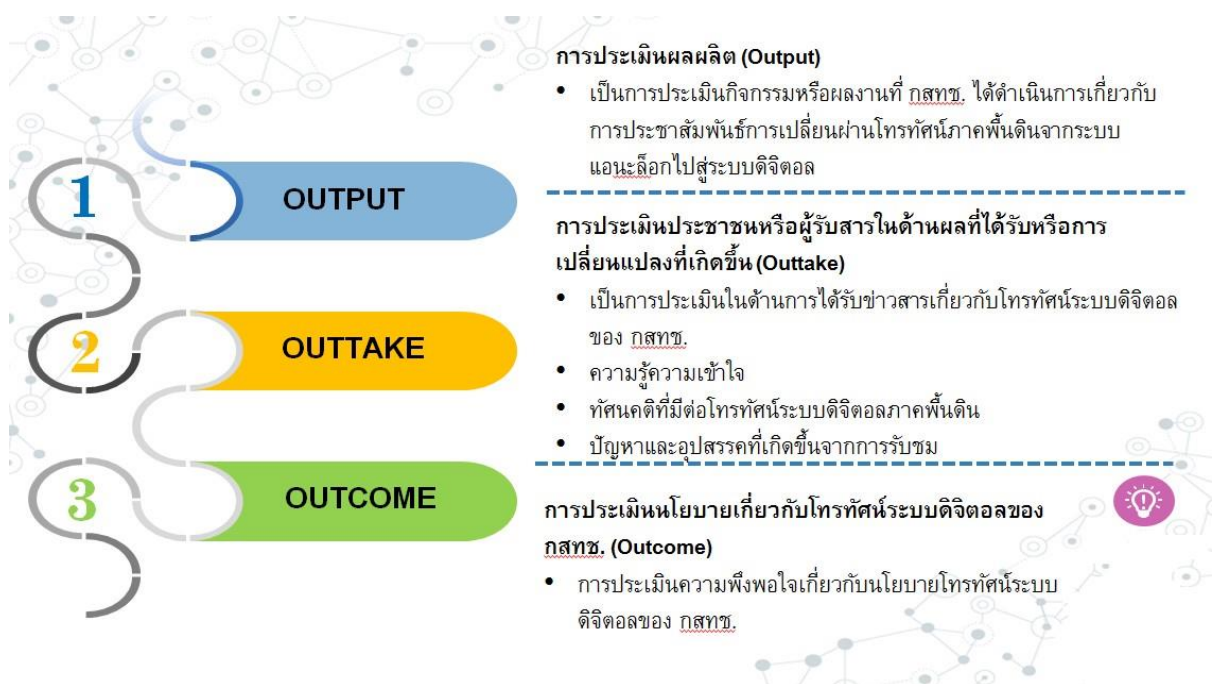 การประเมินผลผลิต (Output)
• เป็นการประเมินกิจกรรมหรือผลงานที่ กสทช. ได้ดำเนินการเกี่ยวกับ
การประชาสัมพันธ์การเปลี่ยนผ่านโทรทัศน์ภาคพื้นดินจากระบบ
แอนะล็อกไปสู่ระบบดิจิตอล
1
OUTPUT
การประเมินประชาชนหรือผู้รับสารในด้านผลที่ได้รับหรือการ
เปลี่ยนแปลงที่เกิดขึ้น (Outtake)
• เป็นการประเมินในด้านการได้รับข่าวสารเกี่ยวกับโทรทัศน์ระบบดิจิตอล
ของ กสทช.
• ความรู้ความเข้าใจ
• ทัศนคติที่มีต่อโทรทัศน์ระบบดิจิตอลภาคพื้นดิน
• ปัญหาและอุปสรรคที่เกิดขึ้นจากการรับชม
2
OUTTAKE
3
OUTCOME
การประเมินนโยบายเกี่ยวกับโทรทัศน์ระบบดิจิตอลของ
กสทช. (Outcome)
• การประเมินความพึงพอใจเกี่ยวกับนโยบายโทรทัศน์ระบบ
ดิจิตอลของ กสทช.